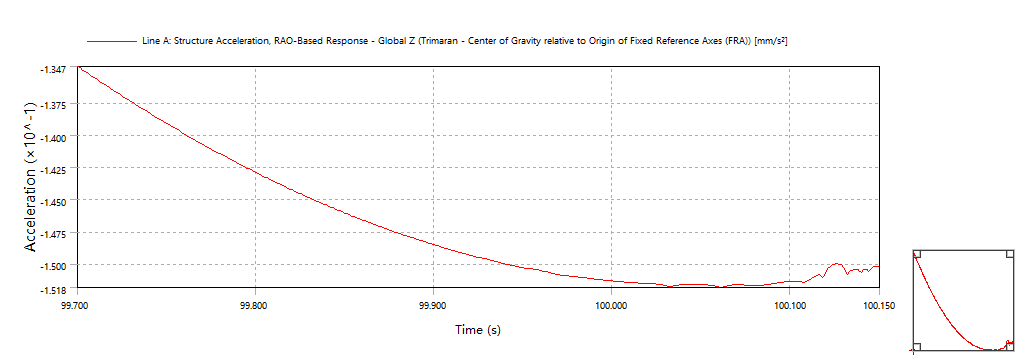 Line A: Structure Acceleration, RAO-Based Response - Global Z (Trimaran - Center of Gravity relative to Origin of Fixed Reference Axes (FRA)) [mm/s²]
Acceleration (×10^-1)
-1.347
-1.375
-1.400
-1.425
-1.450
-1.475
-1.500
-1.518
99.700 99.800 99.900 100.000 100.100 100.150
Time (s)